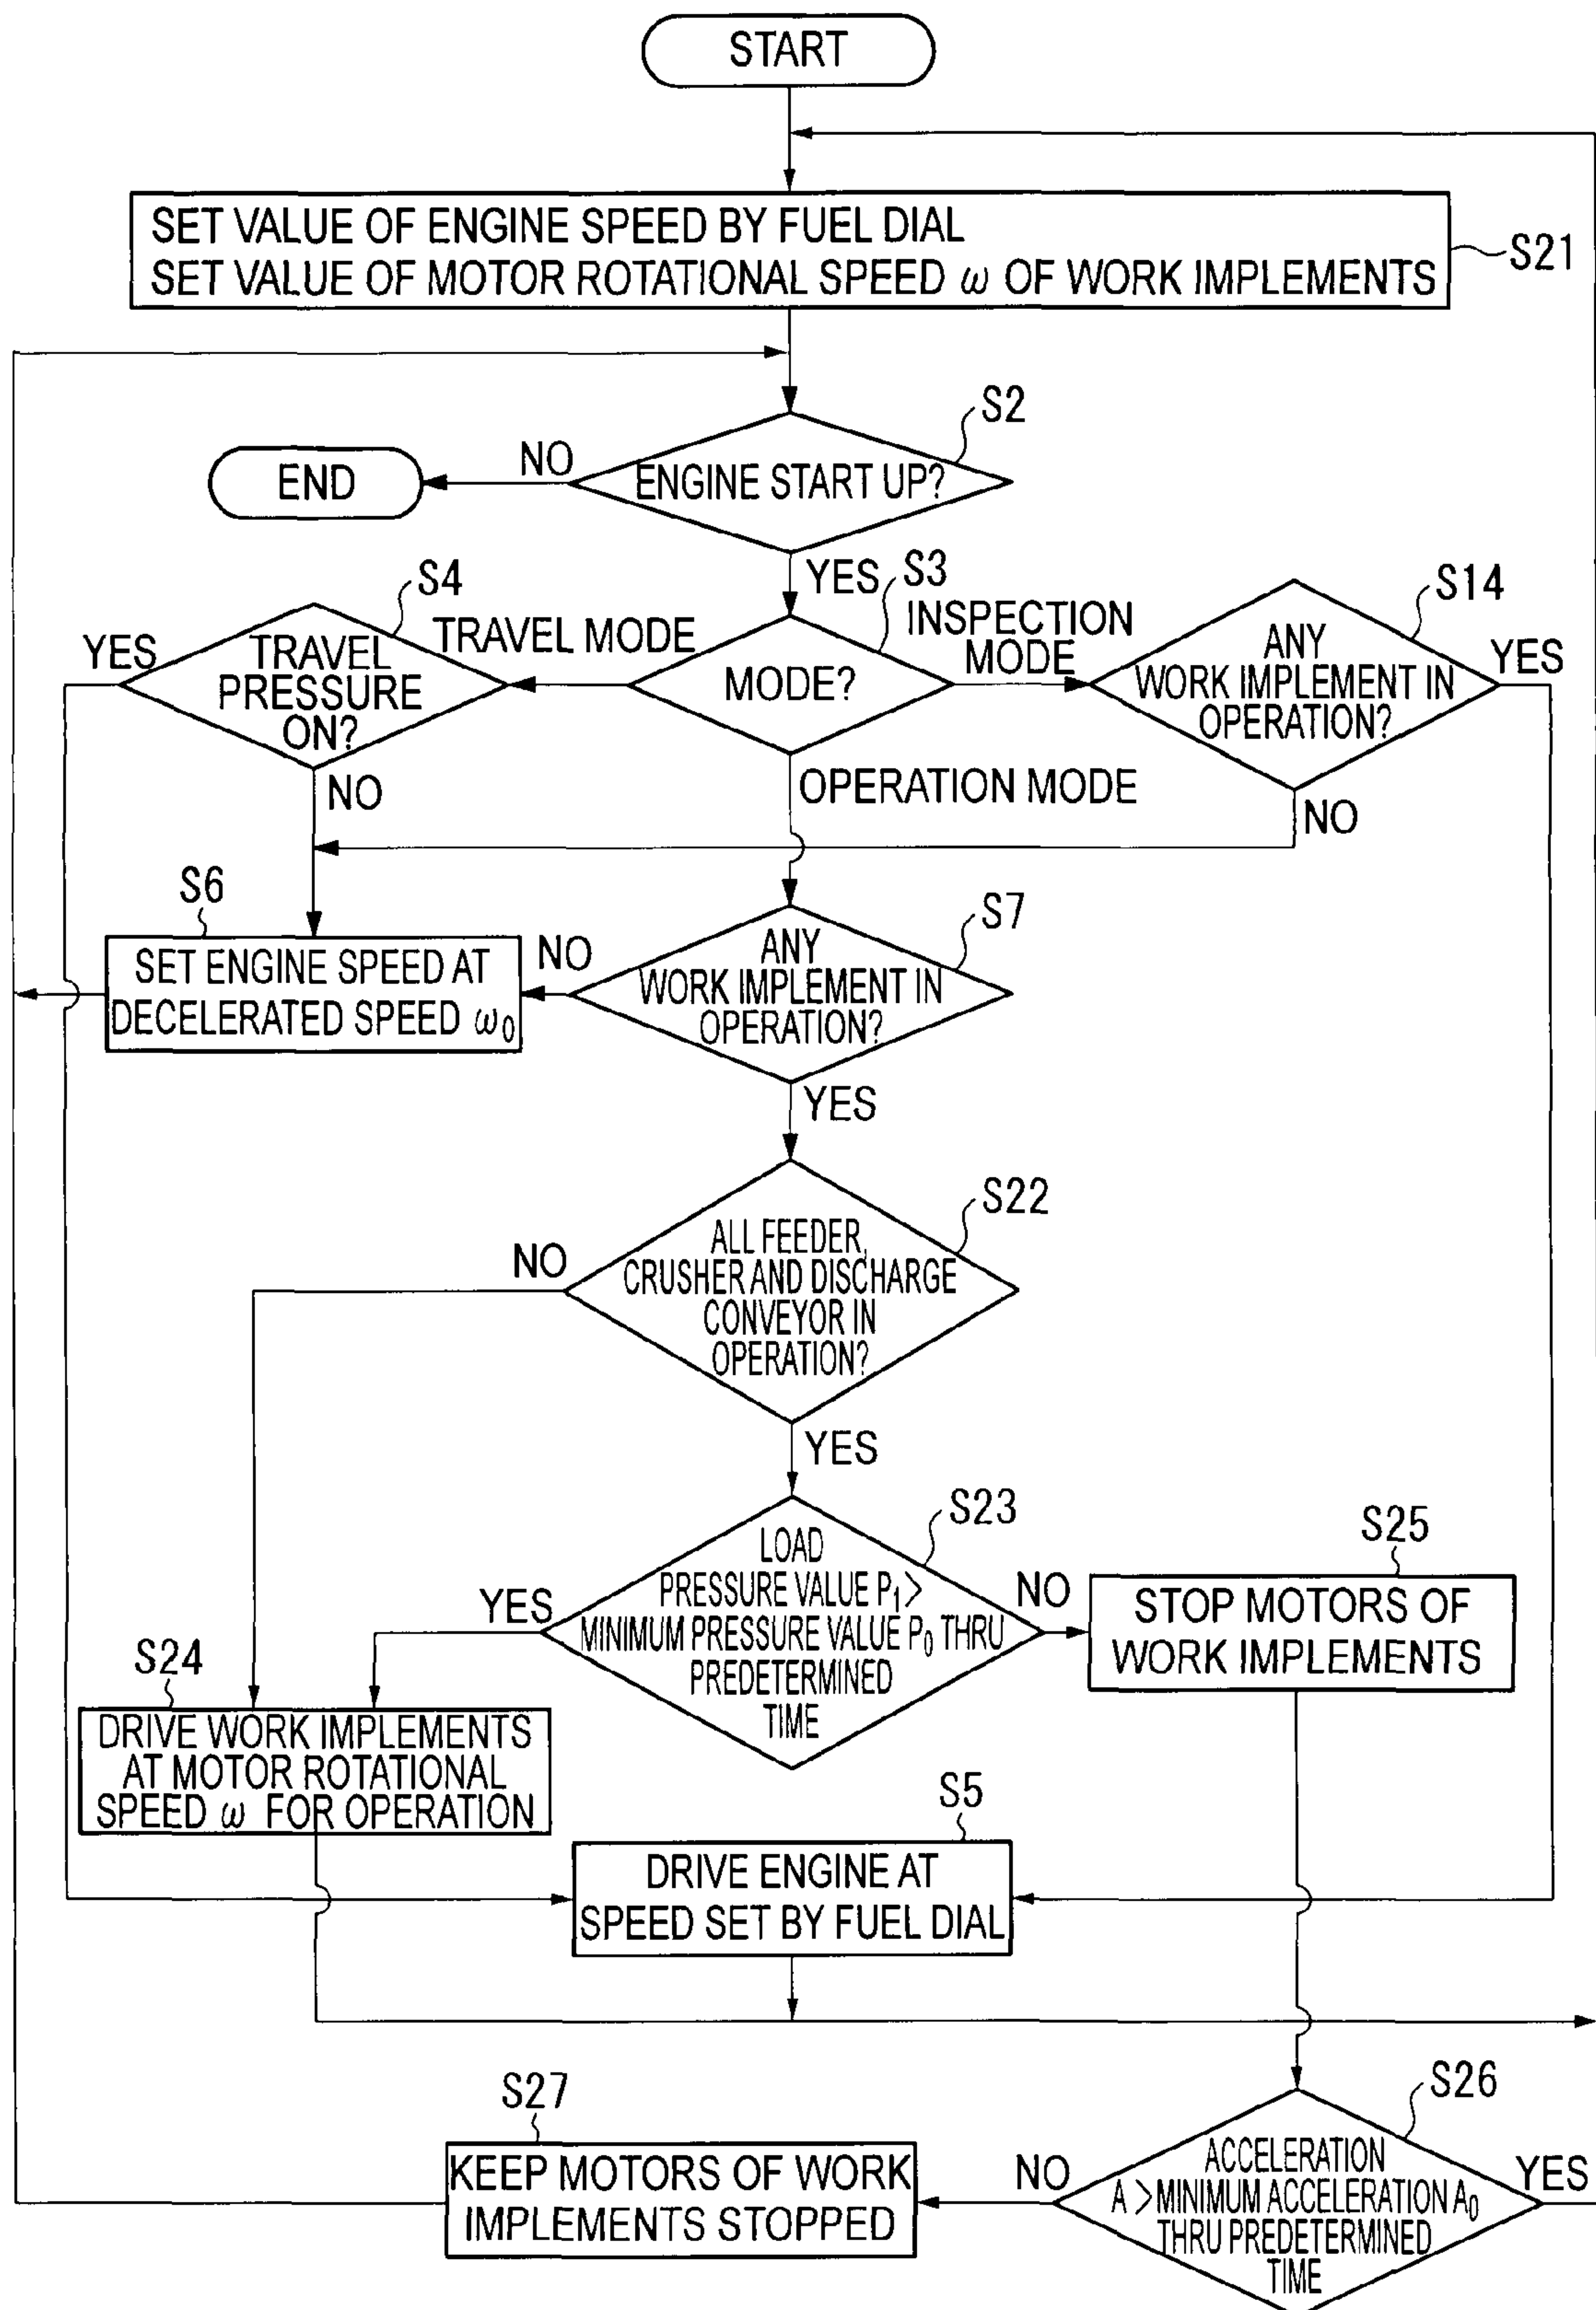 START
SET VALUE OF ENGINE SPEED BY FUEL DIAL
SET VALUE OF MOTOR ROTATIONAL SPEED ω OF WORK IMPLEMENTS
S21
S2
NO
END
ENGINE START UP?
YES
S3
S4
S14
YES
TRAVEL MODE
INSPECTION
MODE
TRAVEL
PRESSURE
ON?
MODE?
ANY
WORK IMPLEMENT IN
OPERATION?
YES
NO
OPERATION MODE
NO
S6
S7
SET ENGINE SPEED AT
DECELERATED SPEED ω₀
NO
ANY
WORK IMPLEMENT IN
OPERATION?
YES
S22
NO
ALL FEEDER,
CRUSHER AND DISCHARGE
CONVEYOR IN
OPERATION?
YES
S23
S25
YES
LOAD
PRESSURE VALUE P₁>
MINIMUM PRESSURE VALUE P₀ THRU
PREDETERMINED
TIME
NO
STOP MOTORS OF
WORK IMPLEMENTS
S24
DRIVE WORK IMPLEMENTS
AT MOTOR ROTATIONAL
SPEED ω FOR OPERATION
S5
DRIVE ENGINE AT
SPEED SET BY FUEL DIAL
S27
S26
KEEP MOTORS OF WORK
IMPLEMENTS STOPPED
NO
ACCELERATION
A >MINIMUM ACCELERATION A₀
THRU PREDETERMINED
TIME
YES